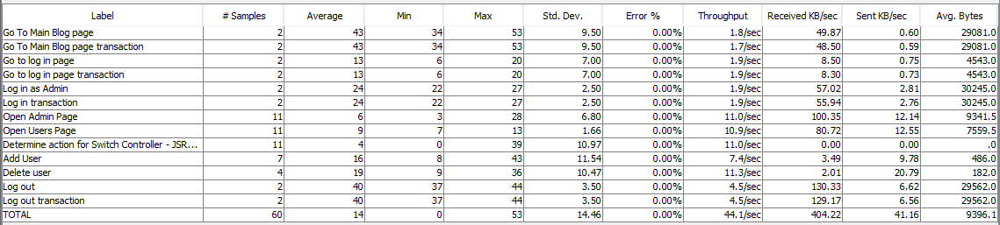 Label # Samples Average Min Max Std. Dev. Error % Throughput Received KB/sec Sent KB/sec Avg. Bytes
Go To Main Blog page 2 43 34 53 9.50 0.00% 1.8/sec 49.87 0.60 29081.0
Go To Main Blog page transaction 2 43 34 53 9.50 0.00% 1.7/sec 48.50 0.59 29081.0
Go to log in page 2 13 6 20 7.00 0.00% 1.9/sec 8.50 0.75 4543.0
Go to log in page transaction 2 13 6 20 7.00 0.00% 1.9/sec 8.30 0.73 4543.0
Log in as Admin 2 24 22 27 2.50 0.00% 1.9/sec 57.02 2.81 30245.0
Log in transaction 2 24 22 27 2.50 0.00% 1.9/sec 55.94 2.76 30245.0
Open Admin Page 11 6 3 28 6.80 0.00% 11.0/sec 100.35 12.14 9341.5
Open Users Page 11 9 7 13 1.66 0.00% 10.9/sec 80.72 12.55 7559.5
Determine action for Switch Controller - JSR... 11 4 0 39 10.97 0.00% 11.0/sec 0.00 0.00 .0
Add User 7 16 8 43 11.54 0.00% 7.4/sec 3.49 9.78 486.0
Delete user 4 19 9 36 10.47 0.00% 11.3/sec 2.01 20.79 182.0
Log out 2 40 37 44 3.50 0.00% 4.5/sec 130.33 6.62 29562.0
Log out transaction 2 40 37 44 3.50 0.00% 4.5/sec 129.17 6.56 29562.0
TOTAL 60 14 0 53 14.46 0.00% 44.1/sec 404.22 41.16 9396.1